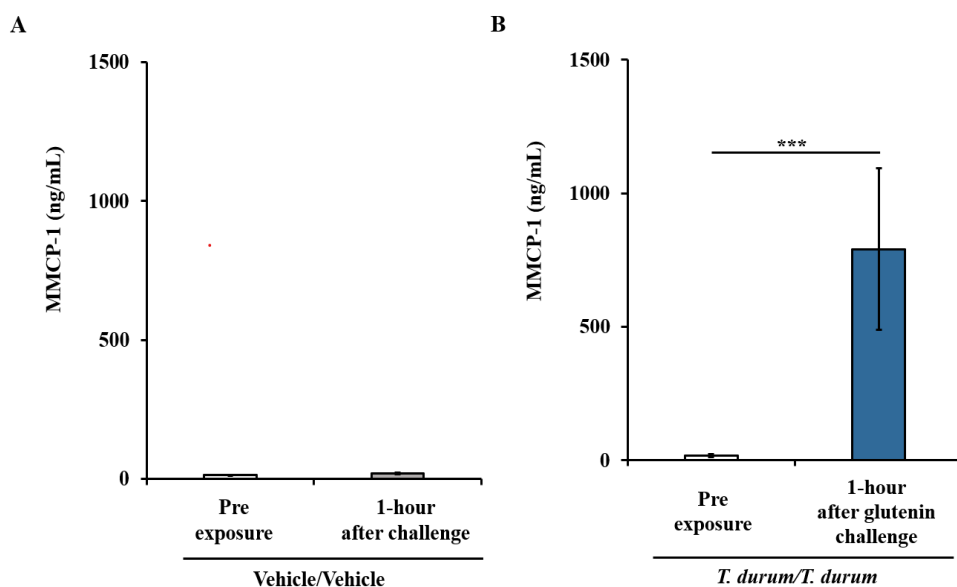 A
MMCP-1 (ng/mL)
1500
1000
500
0
Pre
exposure
1-hour
after challenge
Vehicle/Vehicle
B
MMCP-1 (ng/mL)
1500
1000
500
0
***
Pre
exposure
1-hour
after glutenin
challenge
T. durum/T. durum